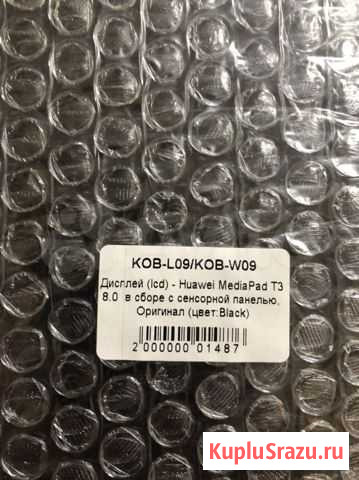 KOB-L09/KOB-W09
Дисплей (lcd) - Huawei MediaPad T3
8.0 в сборе с сенсорной панелью,
Оригинал (цвет:Black)
2 000000 01487
KupluSrazu.ru